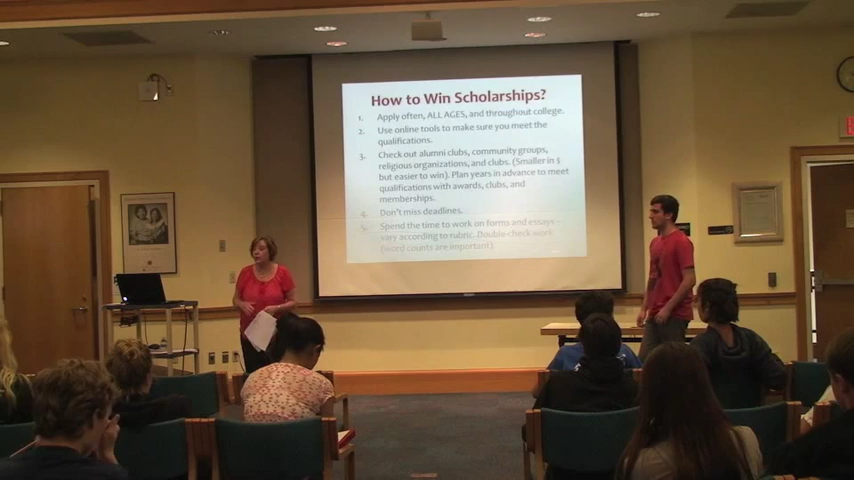 How to Win Scholarships?
1. Apply often, ALL AGES, and throughout college.
2. Use online tools to make sure you meet the
qualifications.
3. Check out alumni clubs, community groups,
religious organizations, and clubs. (Smaller in $
but easier to win). Plan years in advance to meet
qualifications with awards, clubs, and
memberships.
4. Don't miss deadlines.
5. Spend the time to work on forms and essays –
vary according to rubric. Double-check work
(word counts are important)